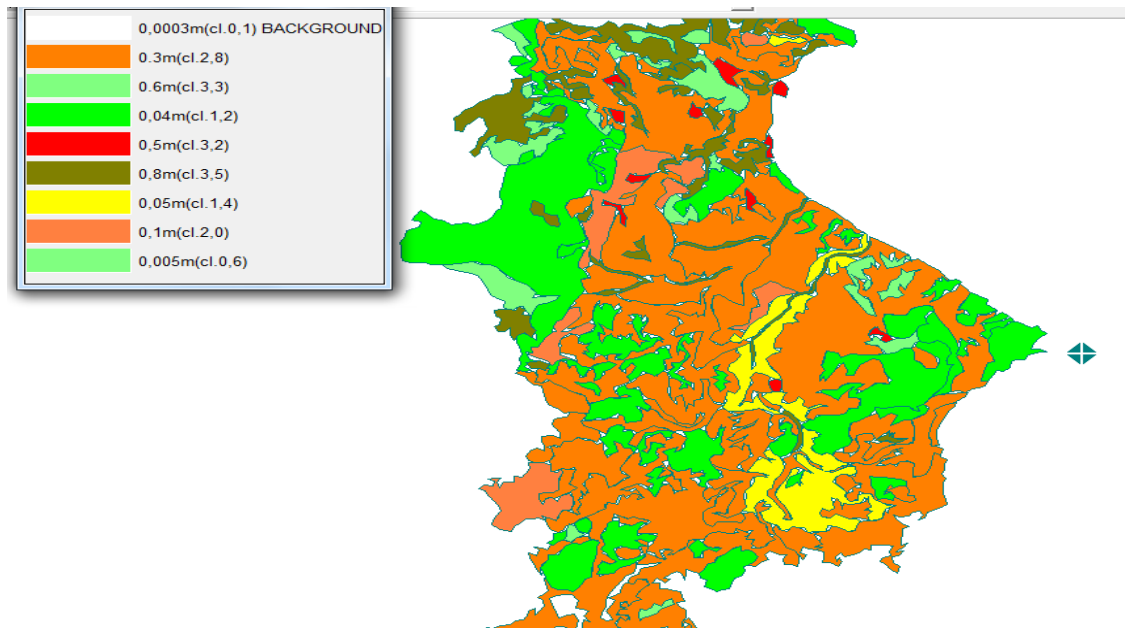 0,0003m(cl.0,1) BACKGROUND
0.3m(cl.2,8)
0.6m(cl.3,3)
0,04m(cl.1,2)
0,5m(cl.3,2)
0,8m(cl.3,5)
0,05m(cl.1,4)
0,1m(cl.2,0)
0,005m(cl.0,6)